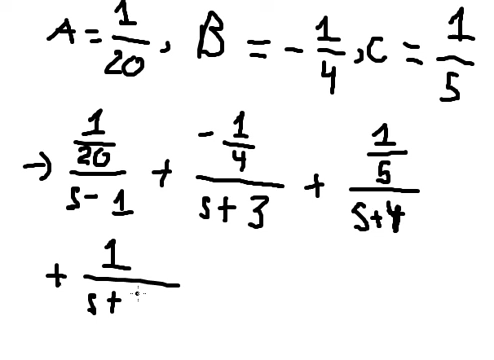 A = 1/20, B = -1/4, C = 1/5
→ (1/20)/(s-1) + (-1/4)/(s+3) + (1/5)/(s+4)
+ 1/(s+